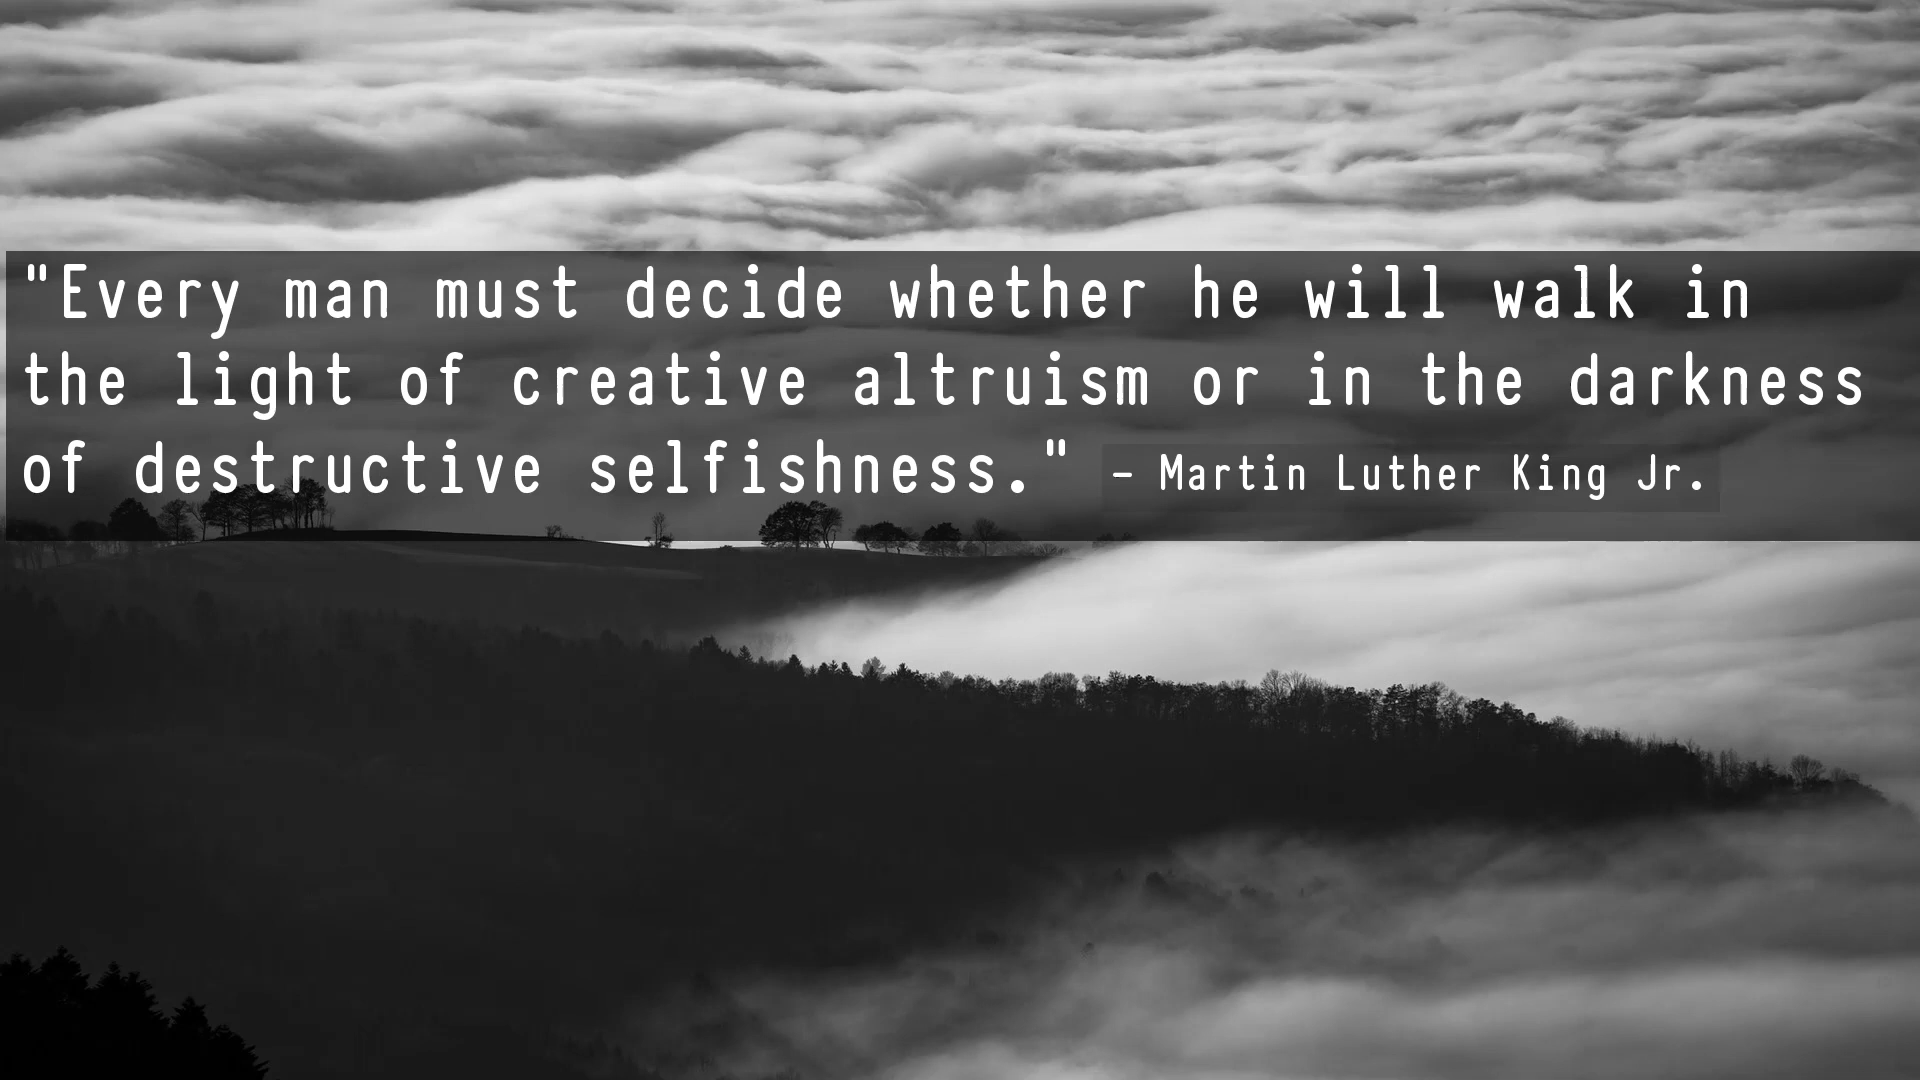 "Every man must decide whether he will walk in
the light of creative altruism or in the darkness
of destructive selfishness." – Martin Luther King Jr.